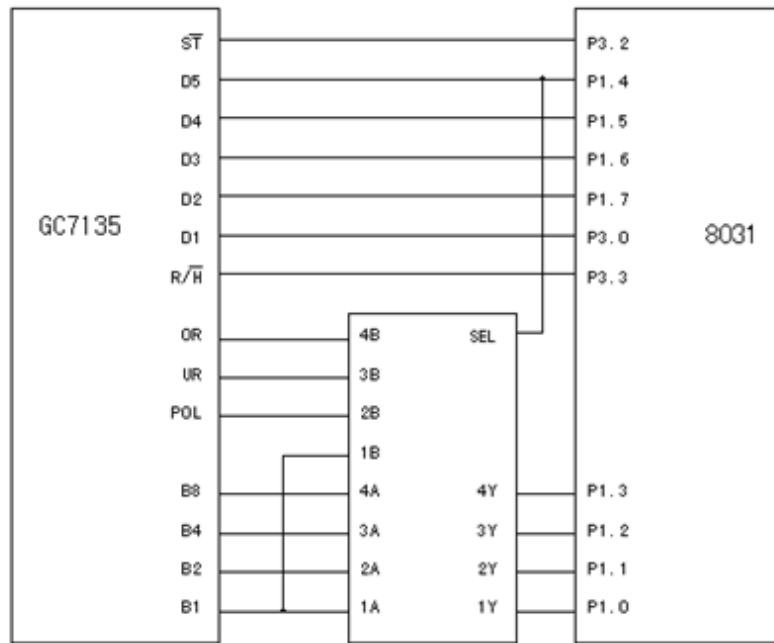 S̅T̅ P3.2
D5 P1.4
D4 P1.5
D3 P1.6
D2 P1.7
GC7135 D1 P3.0 8031
R/H̅ P3.3
OR 4B SEL
UR 3B
POL 2B
1B
B8 4A 4Y P1.3
B4 3A 3Y P1.2
B2 2A 2Y P1.1
B1 1A 1Y P1.0